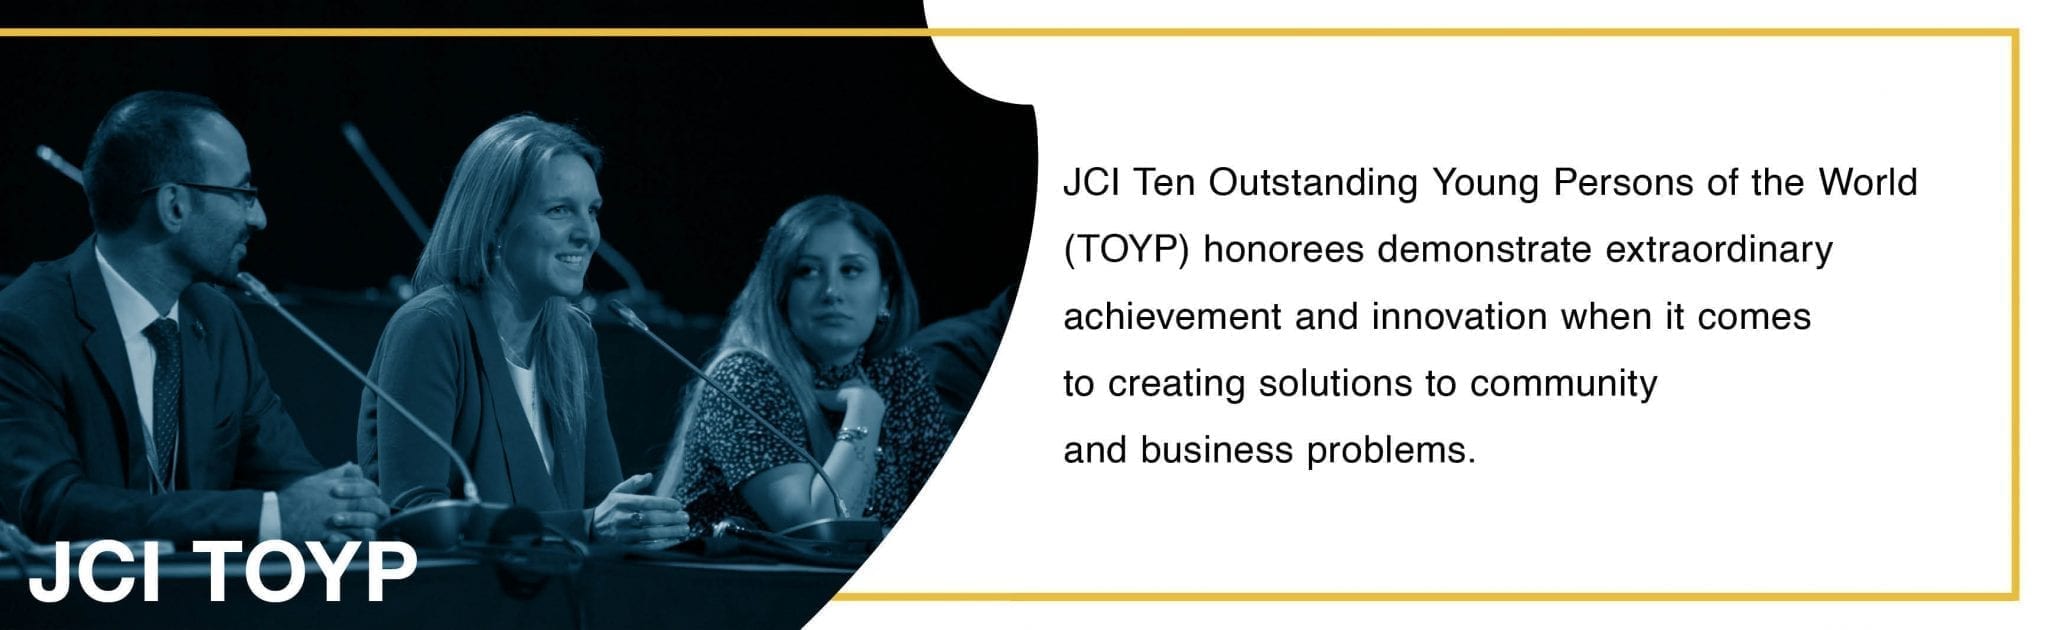 JCI TOYP
JCI Ten Outstanding Young Persons of the World
(TOYP) honorees demonstrate extraordinary
achievement and innovation when it comes
to creating solutions to community
and business problems.